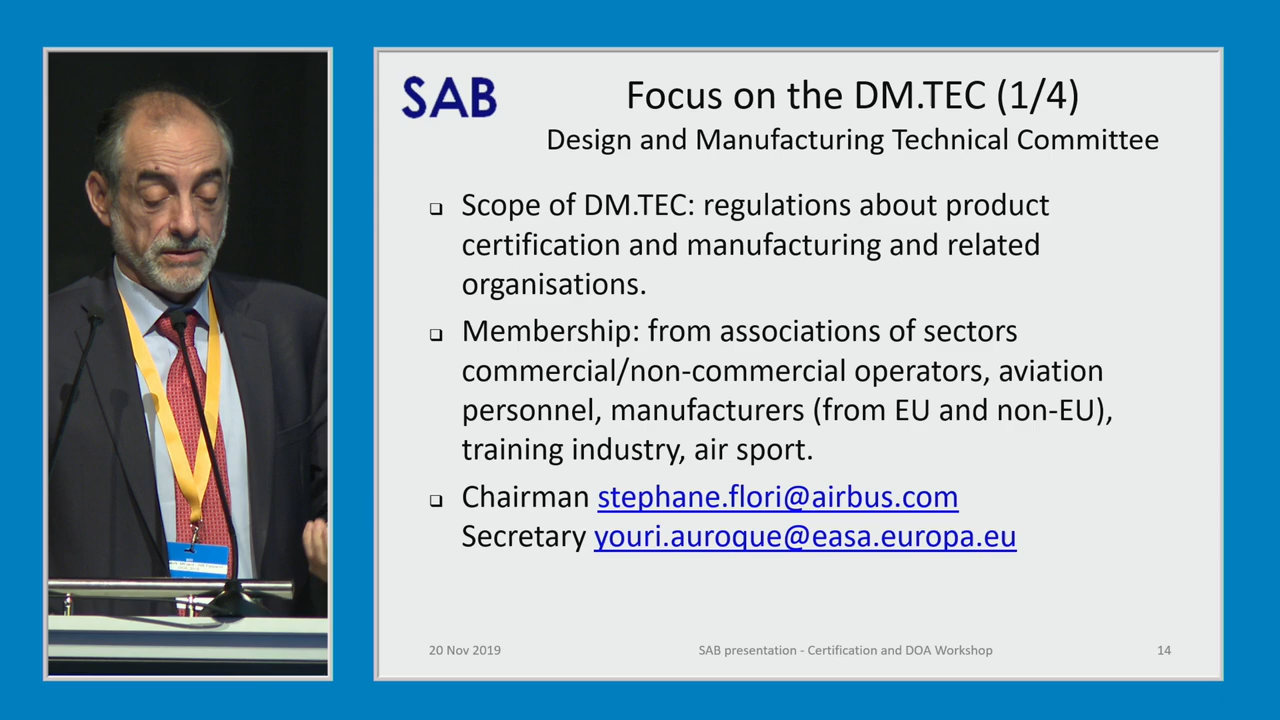 SAB
Focus on the DM.TEC (1/4)
Design and Manufacturing Technical Committee
❑ Scope of DM.TEC: regulations about product
certification and manufacturing and related
organisations.
❑ Membership: from associations of sectors
commercial/non-commercial operators, aviation
personnel, manufacturers (from EU and non-EU),
training industry, air sport.
❑ Chairman stephane.flori@airbus.com
Secretary youri.auroque@easa.europa.eu
20 Nov 2019
SAB presentation - Certification and DOA Workshop
14